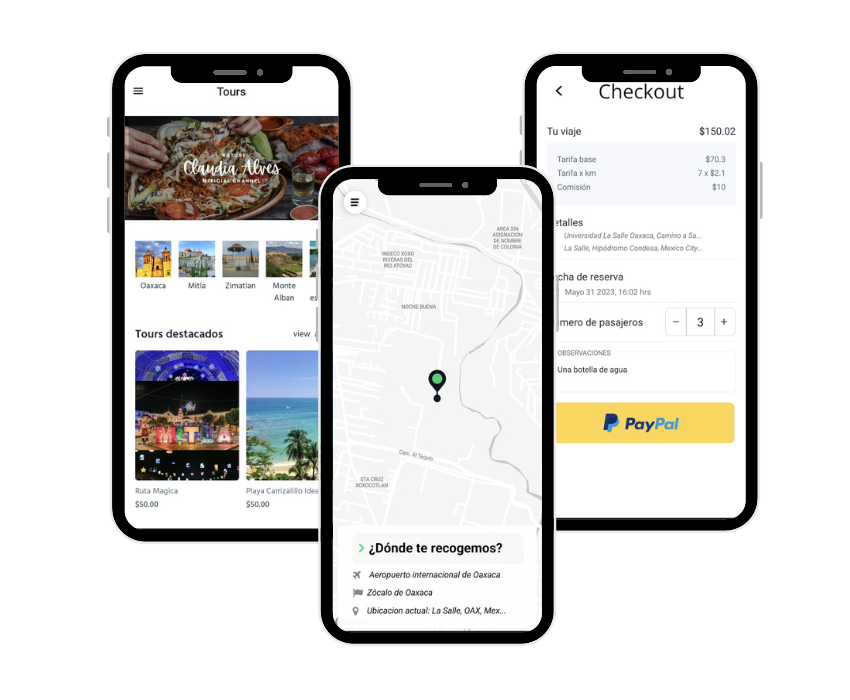 Tours
NATURE
Claudia Alves
OFFICIAL CHANNEL
Oaxaca
Mitla
Zimatlan
Monte
Alban
Tours destacados
view
MITLA
Ruta Magica
$50.00
Playa Carrizalillo Idea
$50.00
AREA SIN
ASIGNACION
DE NOMBRE
DE COLONIA
INDECO XOXO
RIVERAS DEL
RÍO ATOYAC
NOCHE BUENA
Cam. Al Tequio
STA CRUZ
XOXOCOTLAN
¿Dónde te recogemos?
Aeropuerto internacional de Oaxaca
Zócalo de Oaxaca
Ubicacion actual: La Salle, OAX, Mex...
Checkout
Tu viaje $150.02
Tarifa base $70.3
Tarifa x km 7 x $2.1
Comisión $10
etalles
Universidad La Salle Oaxaca, Camino a Sa...
La Salle, Hipódromo Condesa, Mexico City...
cha de reserva
Mayo 31 2023, 16:02 hrs
mero de pasajeros − 3 +
OBSERVACIONES
Una botella de agua
PayPal